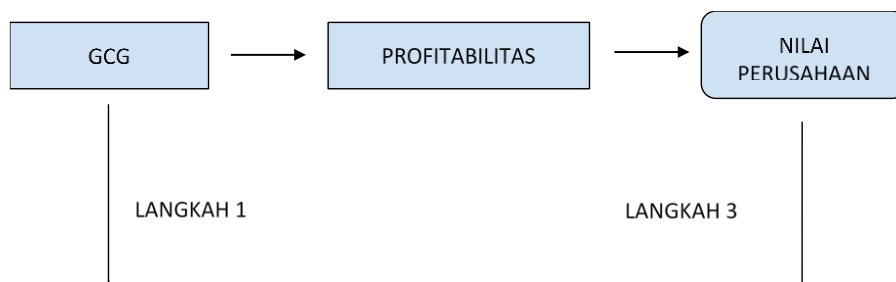 GCG
PROFITABILITAS
NILAI
PERUSAHAAN
LANGKAH 1
LANGKAH 3